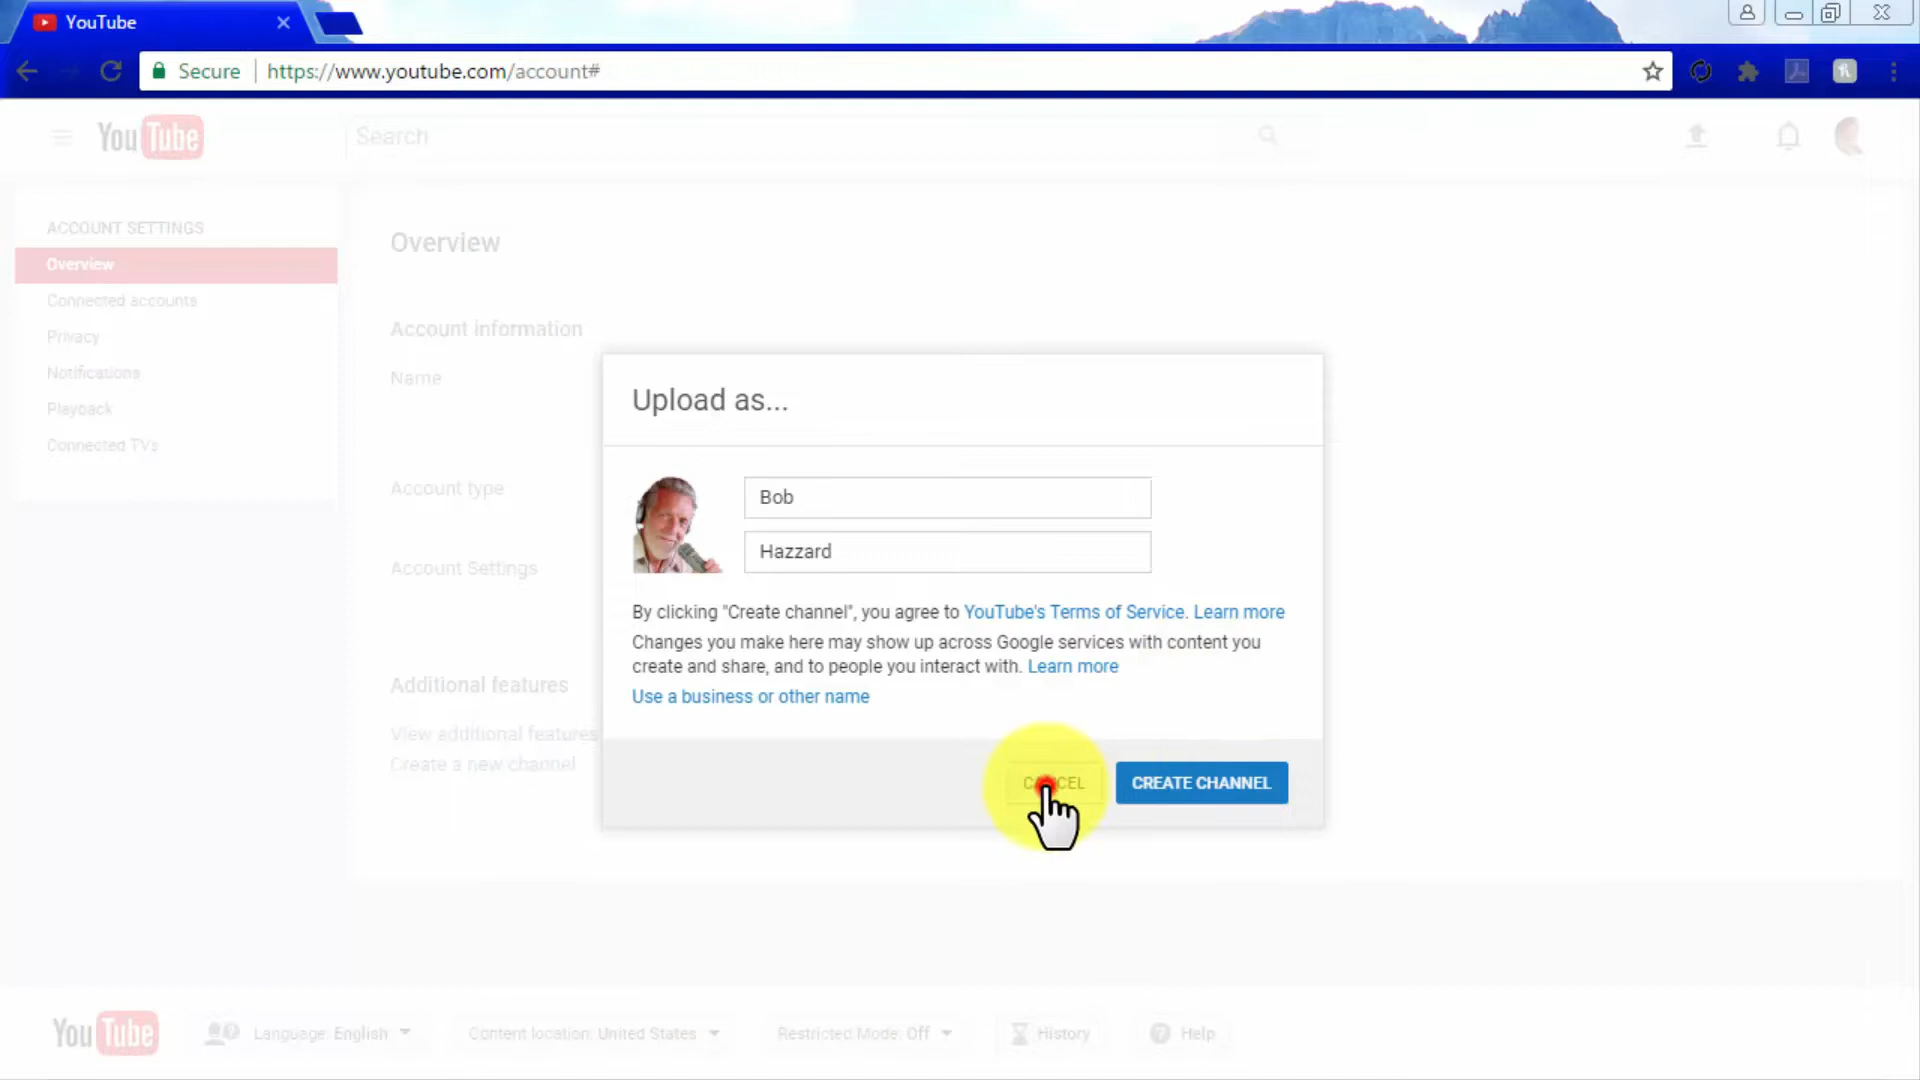 YouTube
Secure
https://www.youtube.com/account#
YouTube
Search
ACCOUNT SETTINGS
Overview
Connected accounts
Privacy
Notifications
Playback
Connected TVs
Overview
Account information
Name
Account type
Account Settings
Additional features
View additional features
Create a new channel
Upload as...
Bob
Hazzard
By clicking "Create channel", you agree to YouTube's Terms of Service. Learn more
Changes you make here may show up across Google services with content you
create and share, and to people you interact with. Learn more
Use a business or other name
CANCEL
CREATE CHANNEL
YouTube
Language: English
Content location: United States
Restricted Mode: Off
History
Help